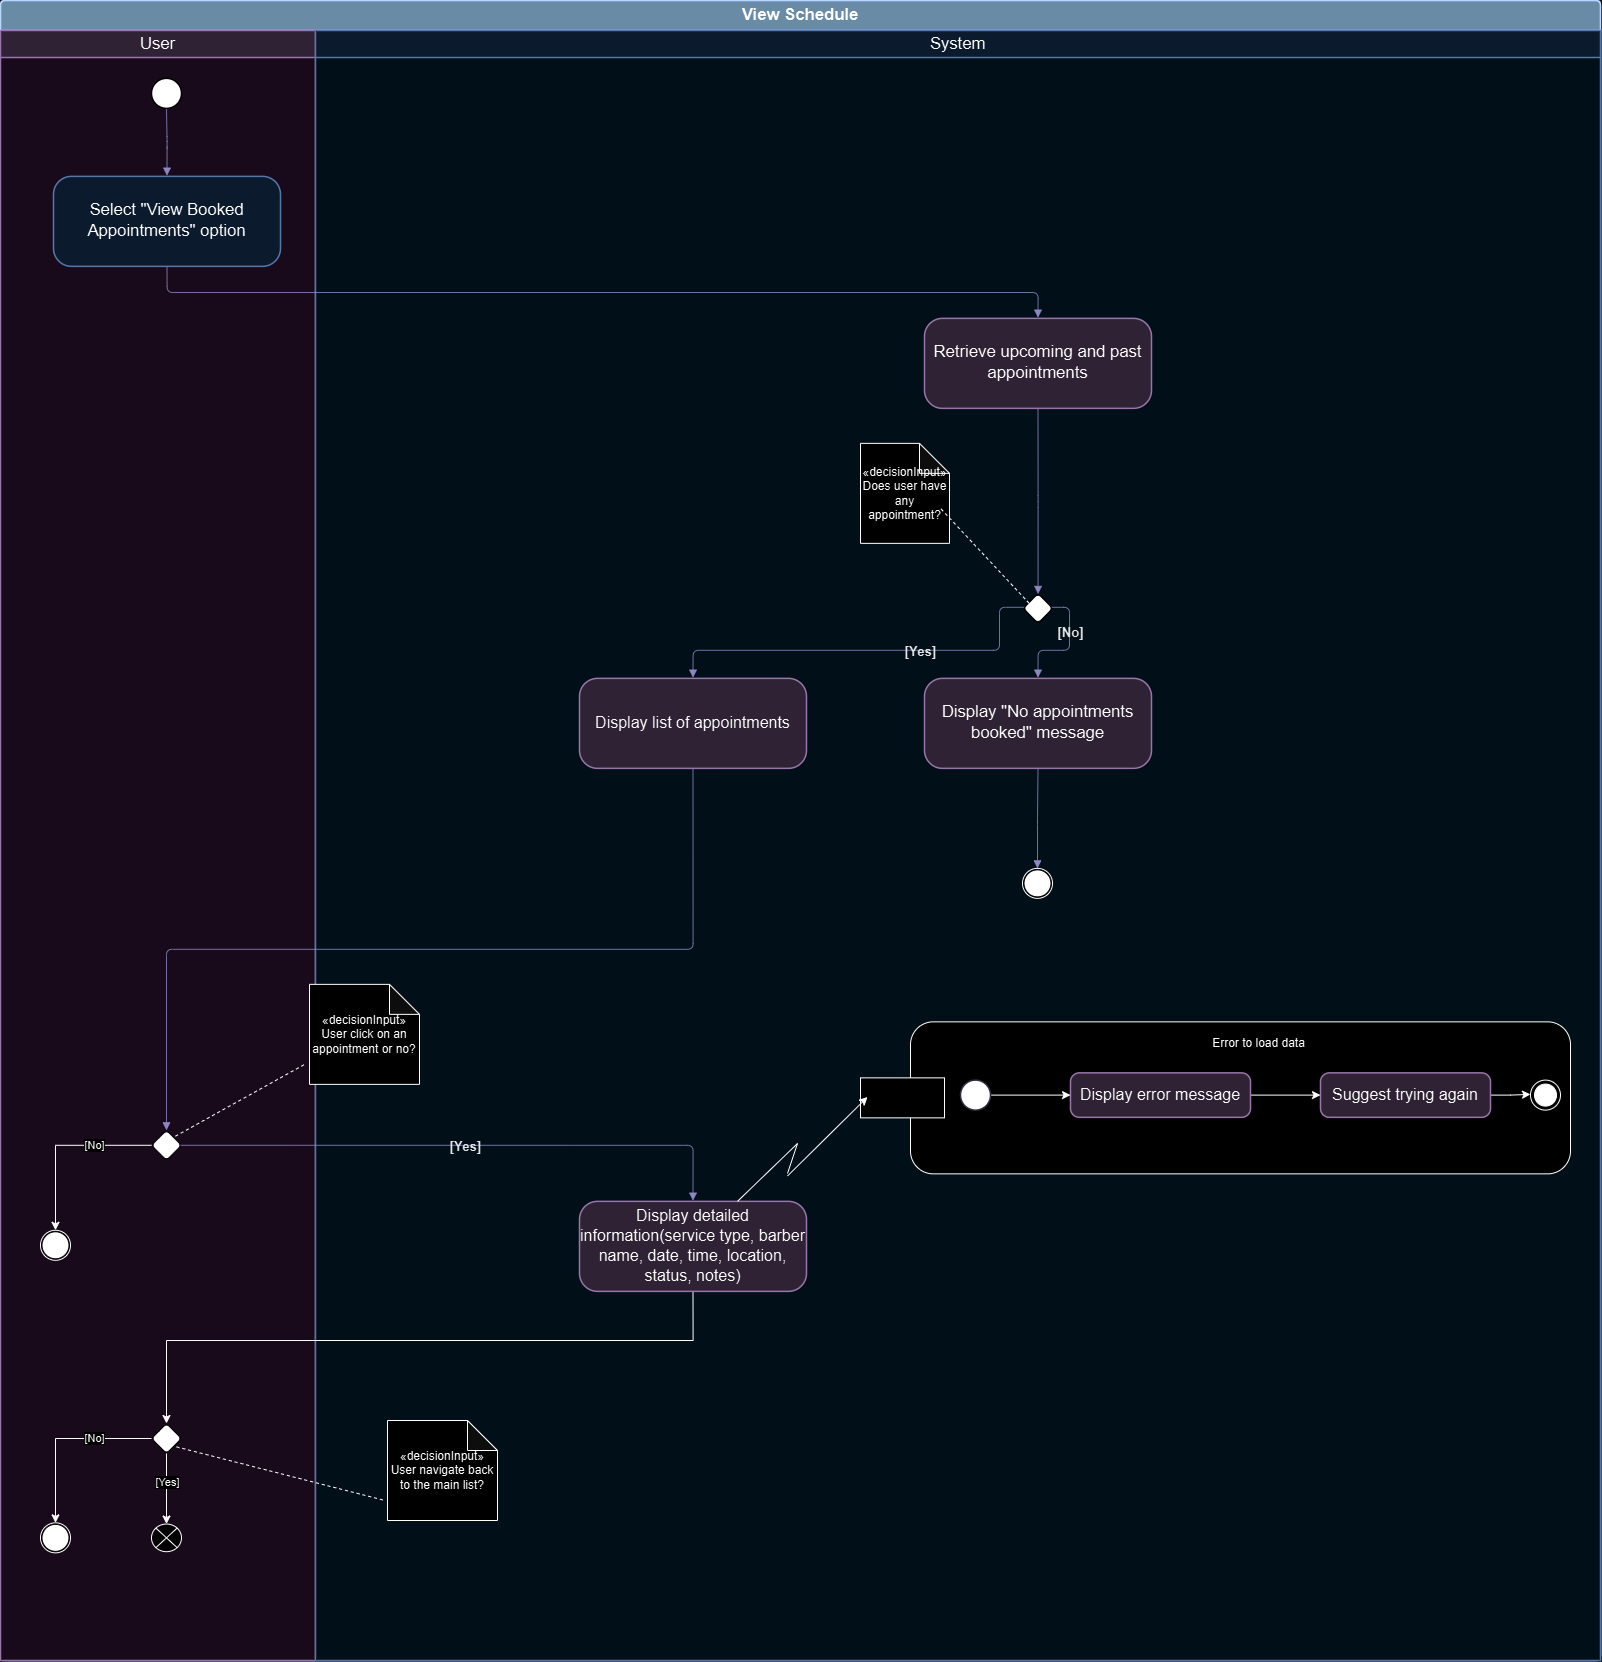 View Schedule
User
System
Select "View Booked
Appointments" option
Retrieve upcoming and past
appointments
«decisionInput»
Does user have
any
appointment?
[No]
[Yes]
Display list of appointments
Display "No appointments
booked" message
«decisionInput»
User click on an
appointment or no?
Error to load data
Display error message
Suggest trying again
[No]
[Yes]
Display detailed
information(service type, barber
name, date, time, location,
status, notes)
[No]
«decisionInput»
User navigate back
to the main list?
[Yes]